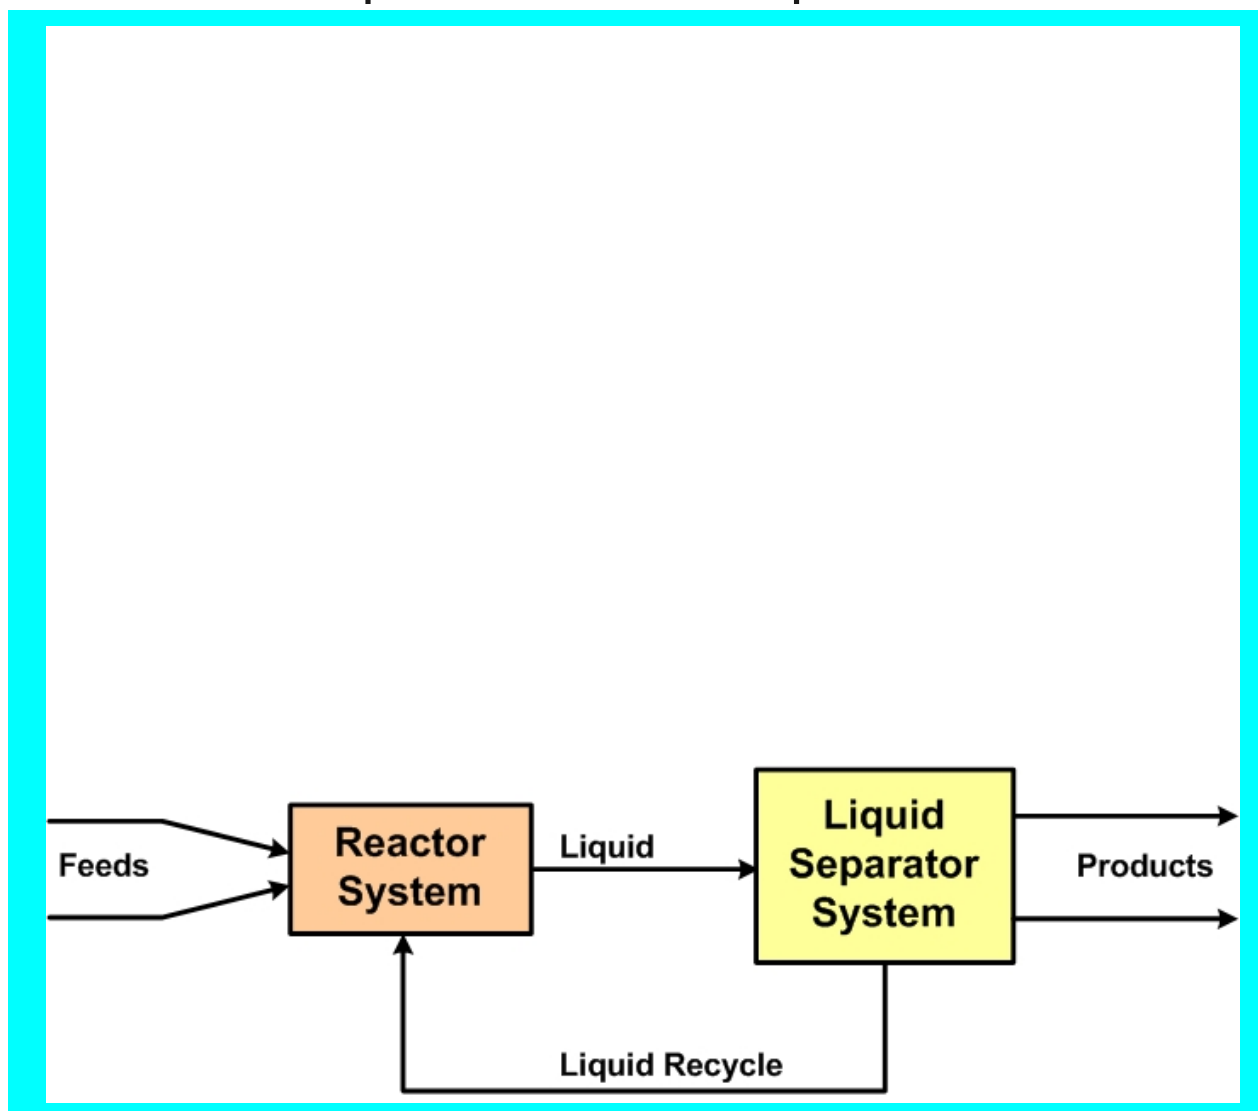 Feeds
Reactor
System
Liquid
Liquid
Separator
System
Products
Liquid Recycle